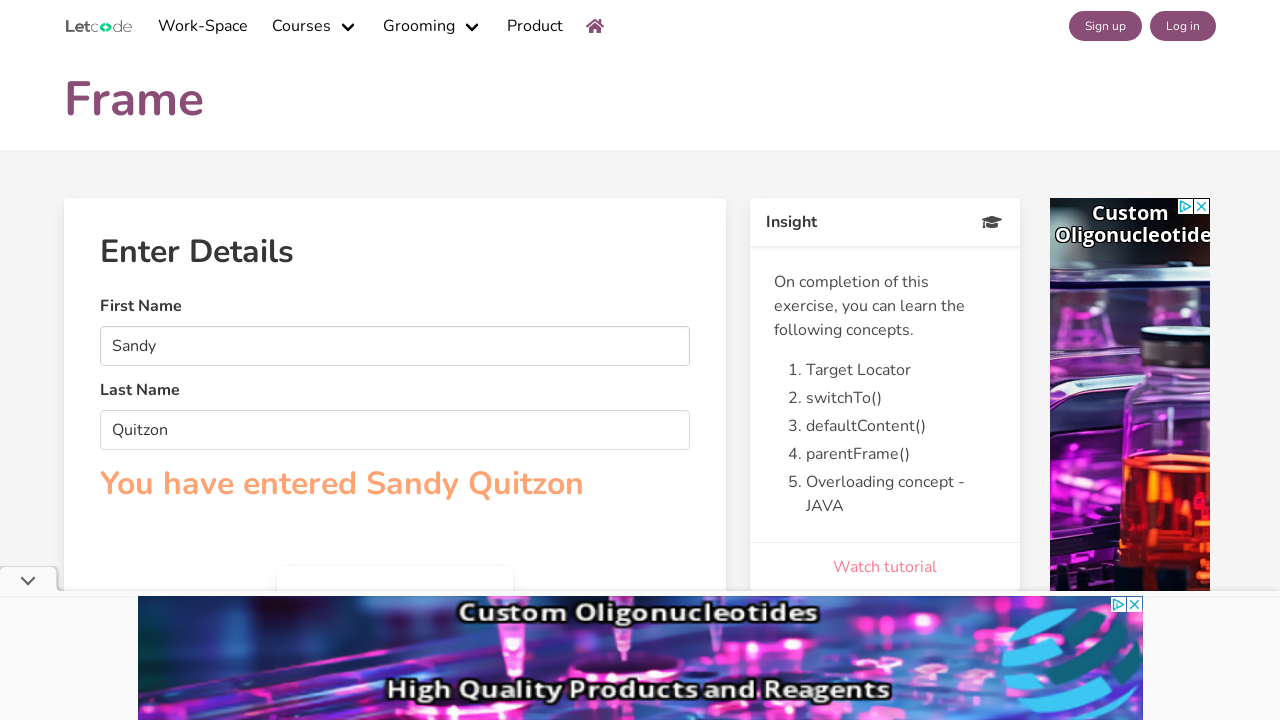 Letcode
Work-Space
Courses
Grooming
Product
Sign up
Log in
Frame
Enter Details
First Name
Sandy
Last Name
Quitzon
You have entered Sandy Quitzon
Insight
On completion of this
exercise, you can learn the
following concepts.
1. Target Locator
2. switchTo()
3. defaultContent()
4. parentFrame()
5. Overloading concept -
JAVA
Watch tutorial
Custom
Oligonucleotide
Custom Oligonucleotides
High Quality Products and Reagents